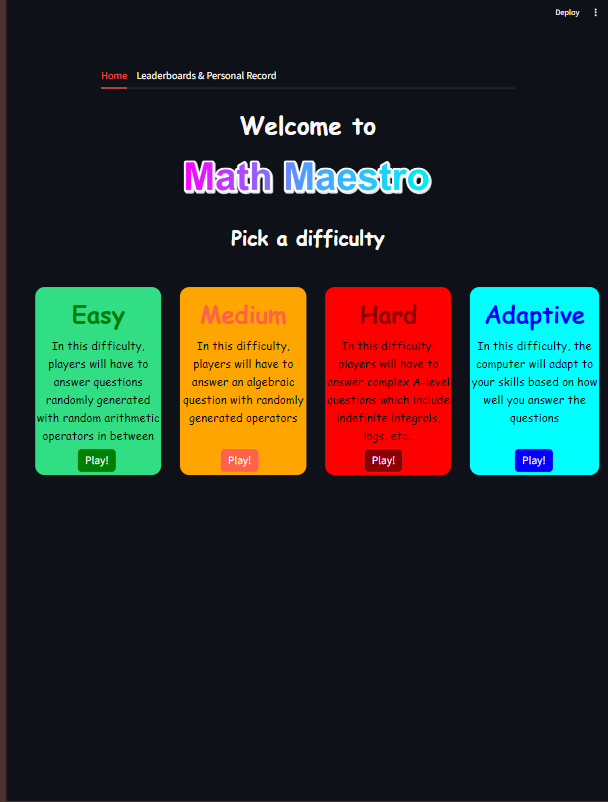 Deploy
Home
Leaderboards & Personal Record
Welcome to
Math Maestro
Pick a difficulty
Easy
In this difficulty,
players will have to
answer questions
randomly generated
with random arithmetic
operators in between
Play!
Medium
In this difficulty,
players will have to
answer an algebraic
question with randomly
generated operators
Play!
Hard
In this difficulty,
players will have to
answer complex A-level
questions which include
indefinite integrals,
logs, etc..
Play!
Adaptive
In this difficulty, the
computer will adapt to
your skills based on how
well you answer the
questions
Play!